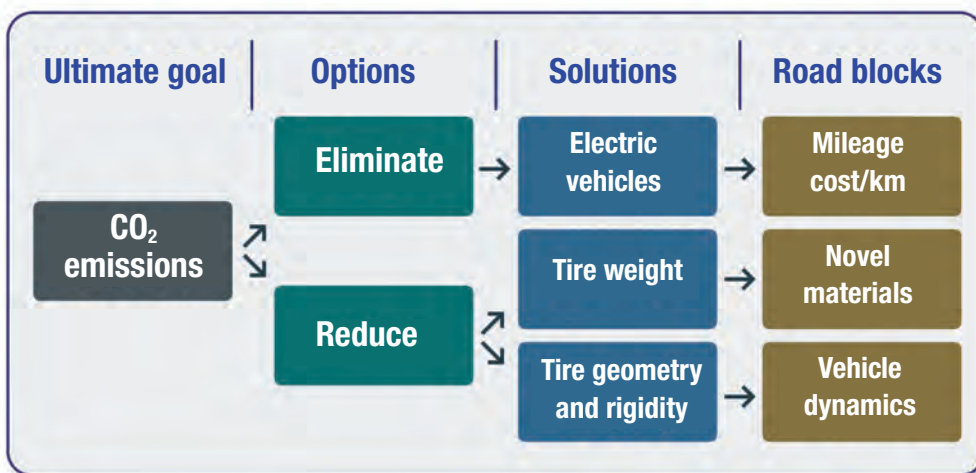 Ultimate goal
Options
Solutions
Road blocks
CO₂
emissions
Eliminate
Reduce
Electric
vehicles
Tire weight
Tire geometry
and rigidity
Mileage
cost/km
Novel
materials
Vehicle
dynamics